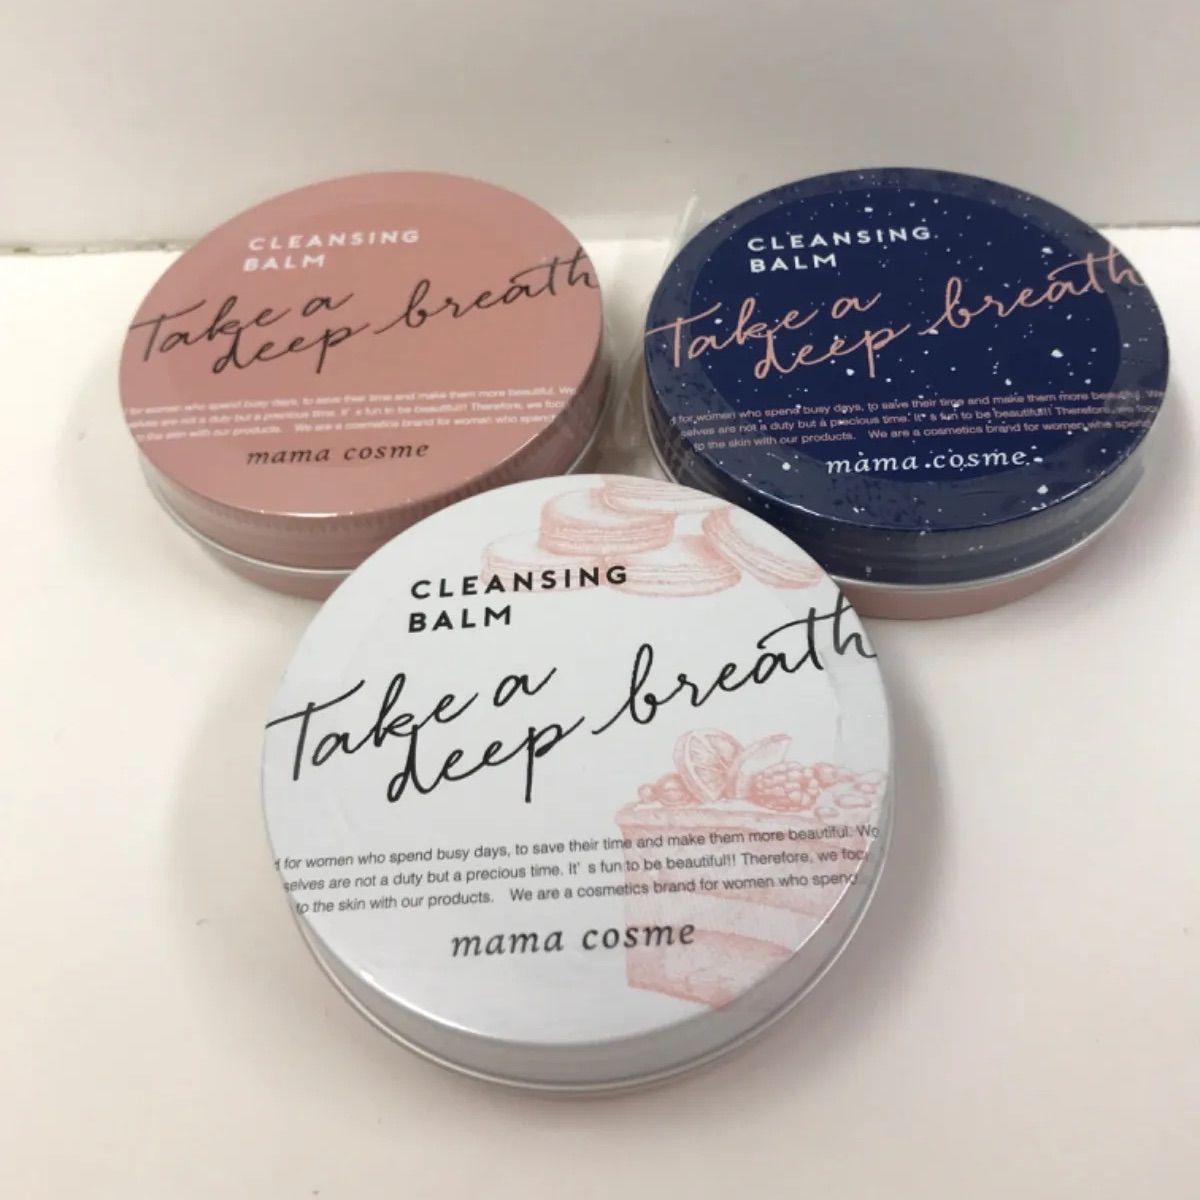 CLEANSING
BALM
Take a
deep breath
for women who spend busy days, to save their time and make them more beautiful. We
selves are not a duty but a precious time. It's fun to be beautiful!! Therefore, we foc
to the skin with our products. We are a cosmetics brand for women who spend
mama cosme
CLEANSING
BALM
Take a
deep breath
for women who spend busy days, to save their time and make them more beautiful. We
selves are not a duty but a precious time. It's fun to be beautiful!! Therefore, we foc
to the skin with our products. We are a cosmetics brand for women who spend
mama cosme
CLEANSING
BALM
Take a
deep breath
for women who spend busy days, to save their time and make them more beautiful. We
selves are not a duty but a precious time. It's fun to be beautiful!! Therefore, we foc
to the skin with our products. We are a cosmetics brand for women who spend
mama cosme